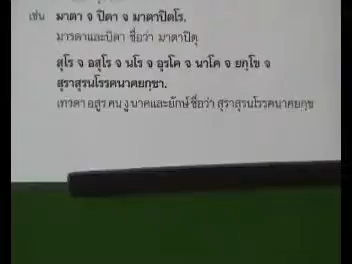 เช่น มาตา จ ปิตา จ มาตาปิตโร.
มารดาและบิดา ชื่อว่า มาตาปิตุ
สุโร จ อสุโร จ นโร จ อุรโค จ นาโค จ ยกฺโข จ
สุราสุรนโรรคนาคยกฺขา.
เทวดา อสูร คน งู นาคและยักษ์ ชื่อว่า สุราสุรนโรรคนาคยกฺข